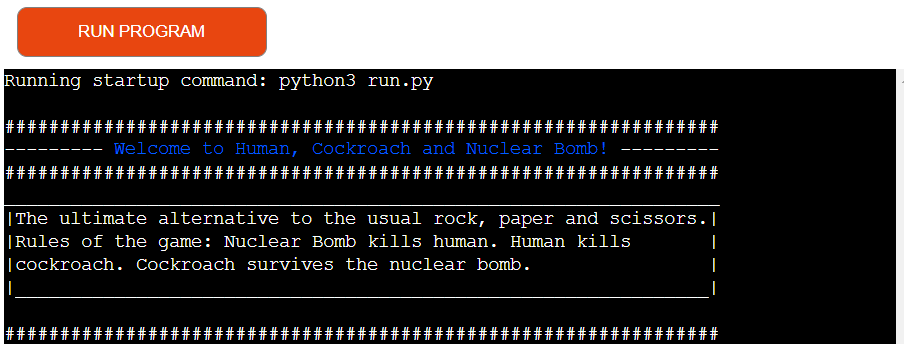 RUN PROGRAM
Running startup command: python3 run.py
#################################################################
--------- Welcome to Human, Cockroach and Nuclear Bomb! ---------
#################################################################
_________________________________________________________________
|The ultimate alternative to the usual rock, paper and scissors.|
|Rules of the game: Nuclear Bomb kills human. Human kills       |
|cockroach. Cockroach survives the nuclear bomb.                |
|_______________________________________________________________|
#################################################################